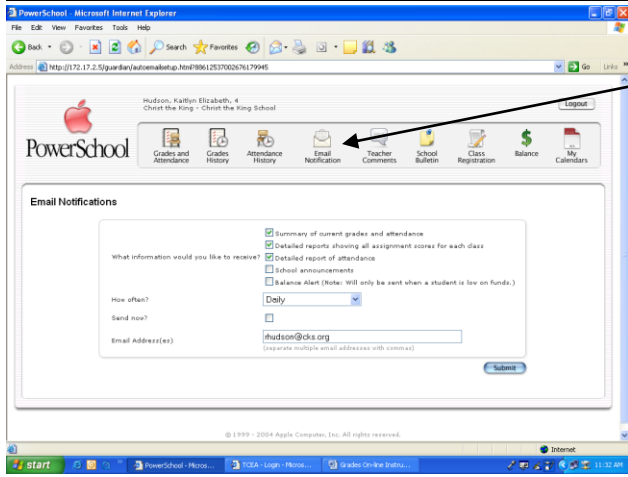 PowerSchool - Microsoft Internet Explorer
File Edit View Favorites Tools Help
Back Search Favorites
Address http://172.17.2.5/guardian/autoemailsetup.html?88612537002676179945 Go Links
Hudson, Kaitlyn Elizabeth, 4
Christ the King - Christ the King School
Logout
PowerSchool
Grades and Attendance
Grades History
Attendance History
Email Notification
Teacher Comments
School Bulletin
Class Registration
Balance
My Calendars
Email Notifications
What information would you like to receive?
Summary of current grades and attendance
Detailed reports showing all assignment scores for each class
Detailed report of attendance
School announcements
Balance Alert (Note: Will only be sent when a student is low on funds.)
How often? Daily
Send now?
Email Address(es) rhudson@cks.org
(separate multiple email addresses with commas)
Submit
© 1999 - 2004 Apple Computer, Inc. All rights reserved.
Internet
start PowerSchool - Micros... TCEA - Login - Micros... Grades On-line Instru... 11:32 AM